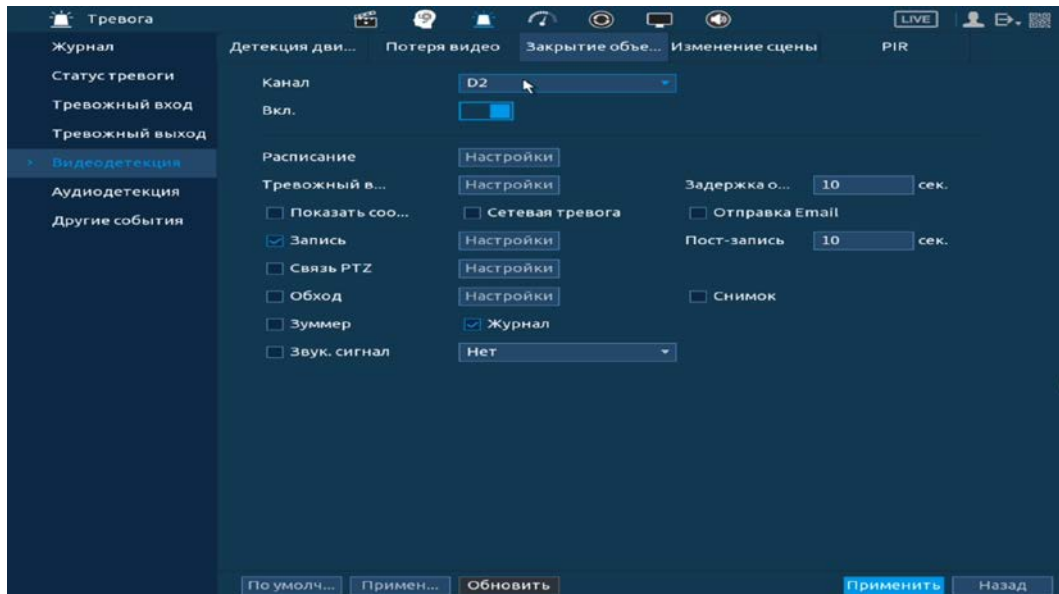 Тревога LIVE
Журнал
Статус тревоги
Тревожный вход
Тревожный выход
Видеодетекция
Аудиодетекция
Другие события
Детекция дви... Потеря видео Закрытие объе... Изменение сцены PIR
Канал D2
Вкл.
Расписание Настройки
Тревожный в... Настройки Задержка о... 10 сек.
Показать соо... Сетевая тревога Отправка Email
Запись Настройки Пост-запись 10 сек.
Связь PTZ Настройки
Обход Настройки Снимок
Зуммер Журнал
Звук. сигнал Нет
По умолч... Примен... Обновить Применить Назад